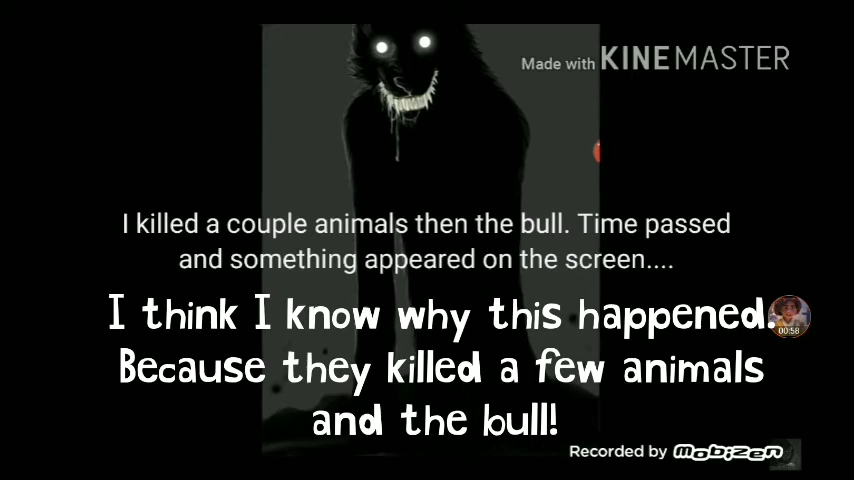 Made with KINEMASTER
I killed a couple animals then the bull. Time passed
and something appeared on the screen....
I think I know why this happened.
00:58
Because they killed a few animals
and the bull!
Recorded by mobizen